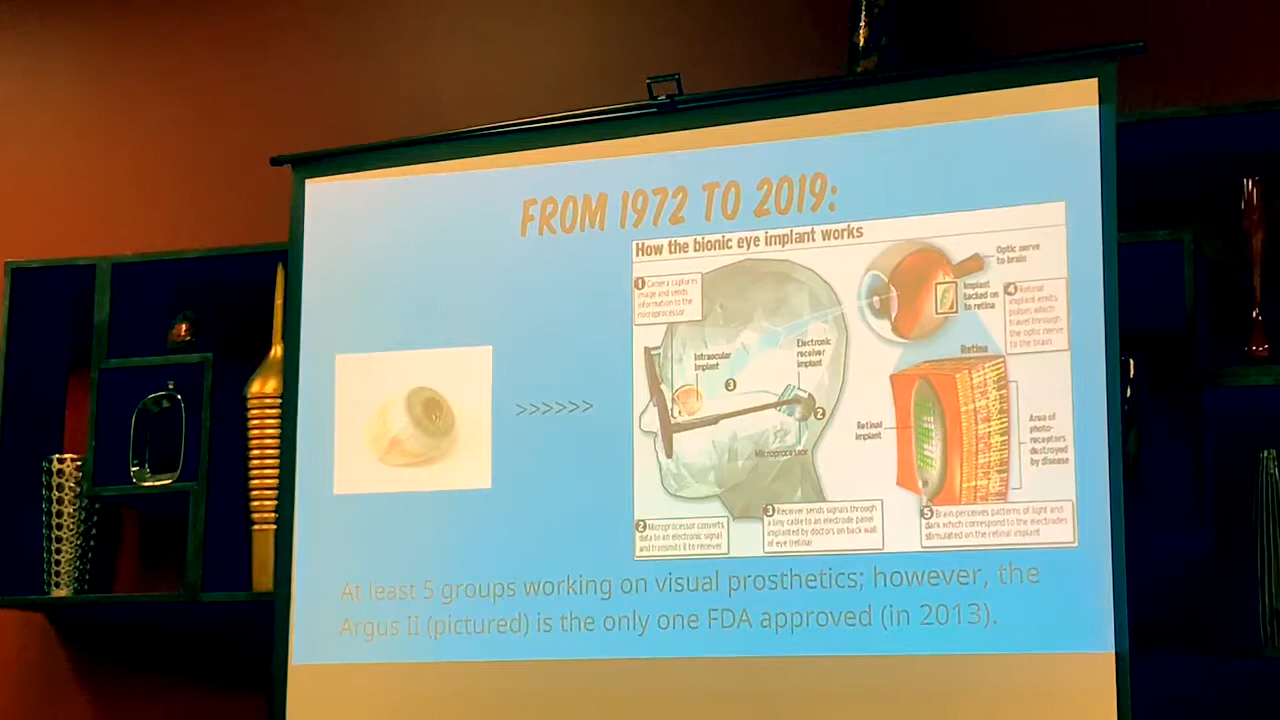 FROM 1972 TO 2019:
How the bionic eye implant works
1 Camera captures
image and sends
information to the
microprocessor
Intraocular
implant
Electronic
receiver
implant
3
2
Microprocessor
Optic nerve
to brain
Implant
tacked on
to retina
4 Retinal
implant emits
pulses which
travel through
the optic nerve
to the brain
Retina
Retinal
implant
Area of
photo-
receptors
destroyed
by disease
2 Microprocessor converts
data to an electronic signal
and transmits it to receiver
3 Receiver sends signals through
a tiny cable to an electrode panel
implanted by doctors on back wall
of eye (retina)
5 Brain perceives patterns of light and
dark which correspond to the electrodes
stimulated on the retinal implant
>>>>>>
At least 5 groups working on visual prosthetics; however, the
Argus II (pictured) is the only one FDA approved (in 2013).